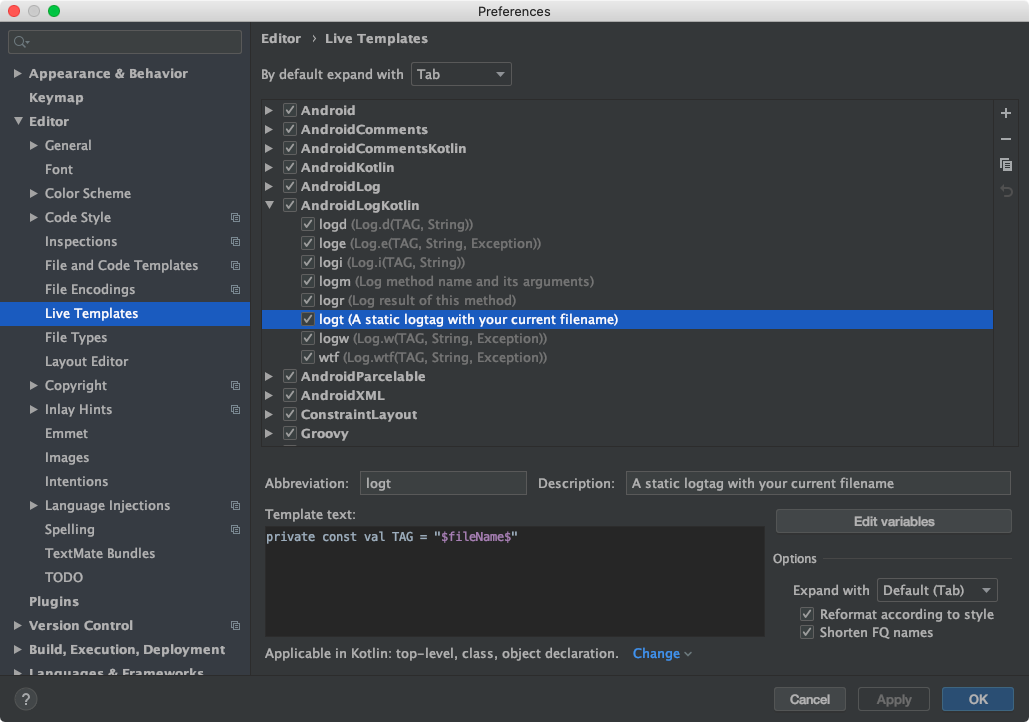 Preferences
Appearance & Behavior
Keymap
Editor
General
Font
Color Scheme
Code Style
Inspections
File and Code Templates
File Encodings
Live Templates
File Types
Layout Editor
Copyright
Inlay Hints
Emmet
Images
Intentions
Language Injections
Spelling
TextMate Bundles
TODO
Plugins
Version Control
Build, Execution, Deployment
Languages & Frameworks
Editor › Live Templates
By default expand with Tab
Android
AndroidComments
AndroidCommentsKotlin
AndroidKotlin
AndroidLog
AndroidLogKotlin
logd (Log.d(TAG, String))
loge (Log.e(TAG, String, Exception))
logi (Log.i(TAG, String))
logm (Log method name and its arguments)
logr (Log result of this method)
logt (A static logtag with your current filename)
logw (Log.w(TAG, String, Exception))
wtf (Log.wtf(TAG, String, Exception))
AndroidParcelable
AndroidXML
ConstraintLayout
Groovy
Abbreviation: logt Description: A static logtag with your current filename
Template text:
private const val TAG = "$fileName$"
Edit variables
Options
Expand with Default (Tab)
Reformat according to style
Shorten FQ names
Applicable in Kotlin: top-level, class, object declaration. Change
? Cancel Apply OK